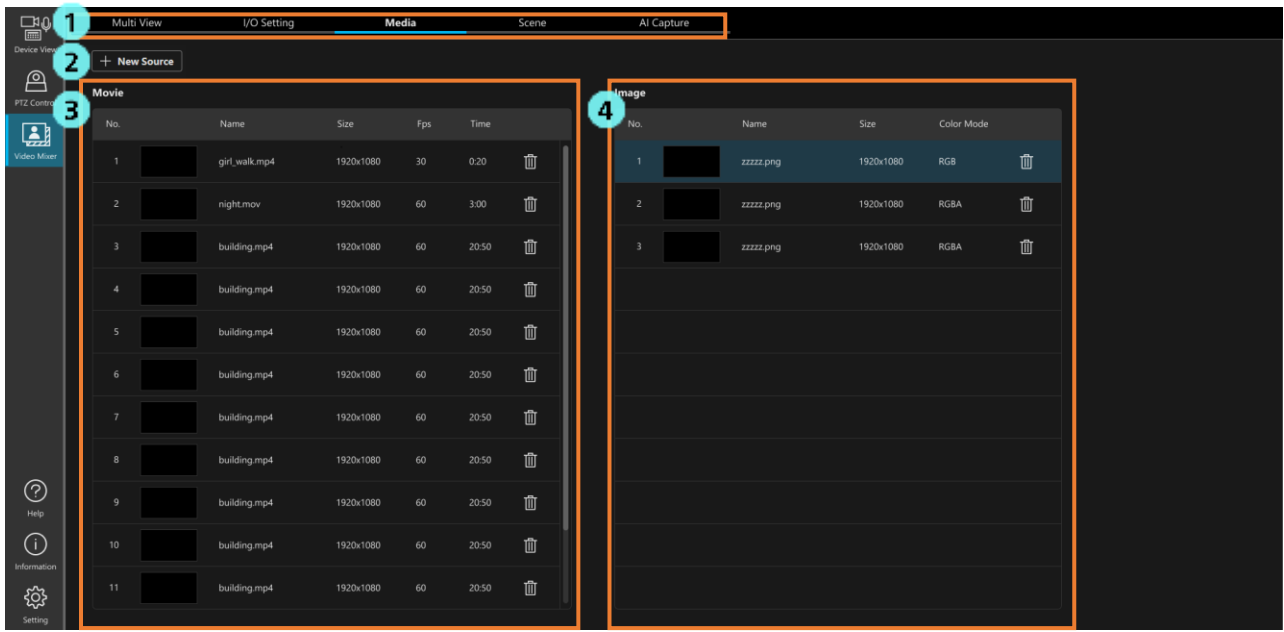 1 Multi View I/O Setting Media Scene AI Capture
Device View
2 + New Source
PTZ Control
Video Mixer
Help
Information
Setting
3 Movie
No. Name Size Fps Time
1 girl_walk.mp4 1920x1080 30 0:20
2 night.mov 1920x1080 60 3:00
3 building.mp4 1920x1080 60 20:50
4 building.mp4 1920x1080 60 20:50
5 building.mp4 1920x1080 60 20:50
6 building.mp4 1920x1080 60 20:50
7 building.mp4 1920x1080 60 20:50
8 building.mp4 1920x1080 60 20:50
9 building.mp4 1920x1080 60 20:50
10 building.mp4 1920x1080 60 20:50
11 building.mp4 1920x1080 60 20:50
4 Image
No. Name Size Color Mode
1 zzzzz.png 1920x1080 RGB
2 zzzzz.png 1920x1080 RGBA
3 zzzzz.png 1920x1080 RGBA